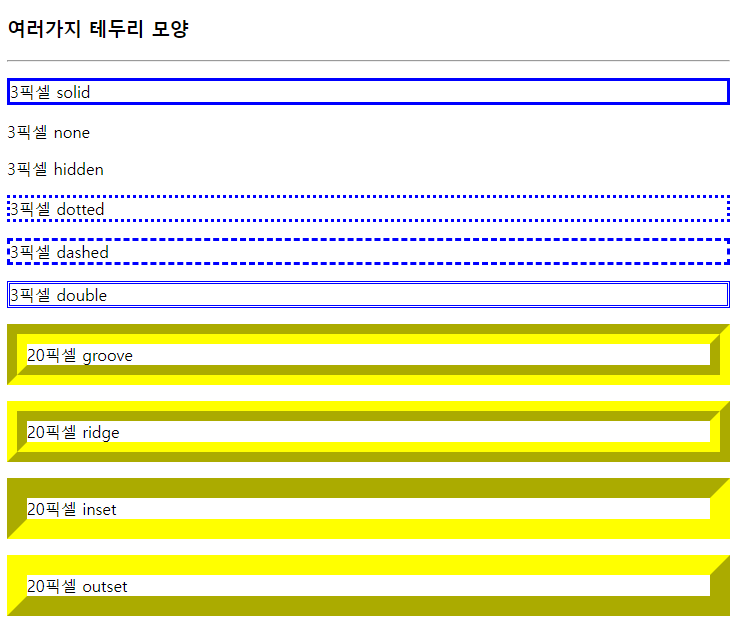 여러가지 테두리 모양
3픽셀 solid
3픽셀 none
3픽셀 hidden
3픽셀 dotted
3픽셀 dashed
3픽셀 double
20픽셀 groove
20픽셀 ridge
20픽셀 inset
20픽셀 outset